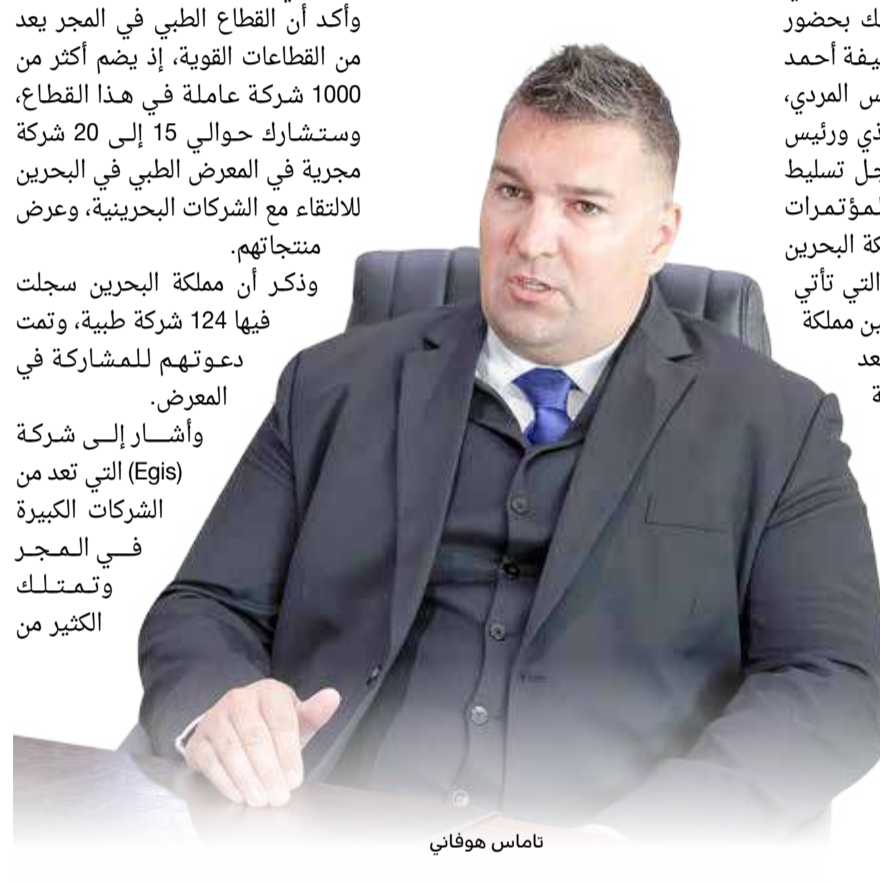 ك بحضور
يفة أحمد
س المردي،
ذي ورئيس
جل تسليط
لمؤتمرات
كة البحرين
التي تأتي
ين مملكة
عد
ة
وأكد أن القطاع الطبي في المجر يعد
من القطاعات القوية، إذ يضم أكثر من
1000 شركة عاملة في هذا القطاع،
وستشارك حوالي 15 إلى 20 شركة
مجرية في المعرض الطبي في البحرين
للالتقاء مع الشركات البحرينية، وعرض
منتجاتهم.
وذكر أن مملكة البحرين سجلت
فيها 124 شركة طبية، وتمت
دعوتهم للمشاركة في
المعرض.
وأشار إلى شركة
(Egis) التي تعد من
الشركات الكبيرة
في المجر
وتمتلك
الكثير من
تاماس هوفاني